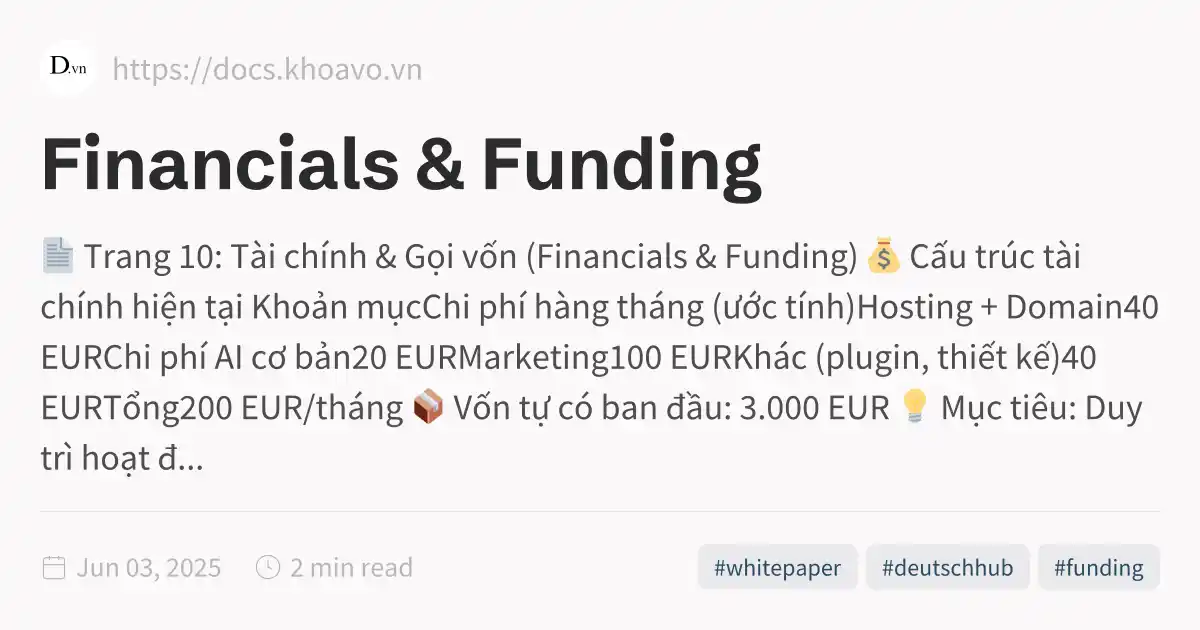 D.vn
https://docs.khoavo.vn
Financials & Funding
📄 Trang 10: Tài chính & Gọi vốn (Financials & Funding) 💰 Cấu trúc tài
chính hiện tại Khoản mụcChi phí hàng tháng (ước tính)Hosting + Domain40
EURChi phí AI cơ bản20 EURMarketing100 EURKhác (plugin, thiết kế)40
EURTổng200 EUR/tháng 📦 Vốn tự có ban đầu: 3.000 EUR 💡 Mục tiêu: Duy
trì hoạt đ...
Jun 03, 2025 2 min read #whitepaper #deutschhub #funding